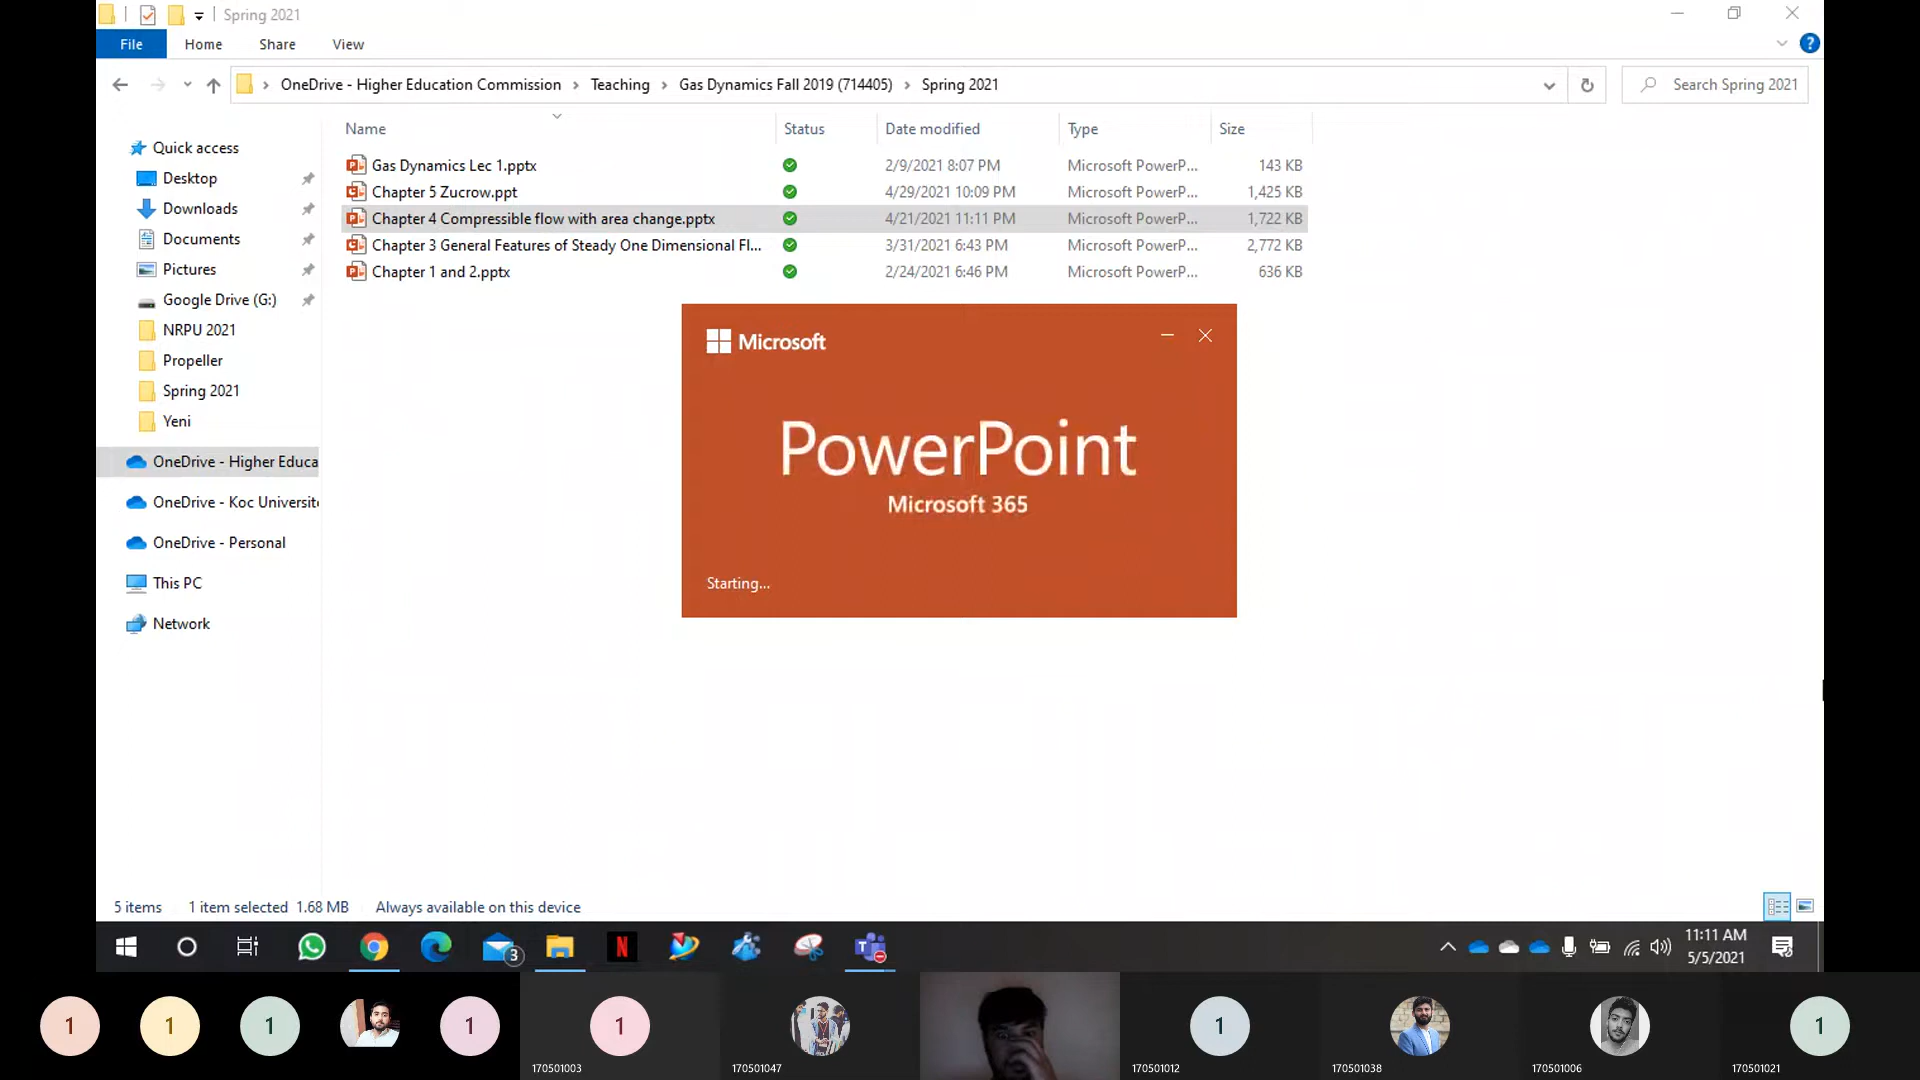 Spring 2021
File Home Share View
OneDrive - Higher Education Commission Teaching Gas Dynamics Fall 2019 (714405) Spring 2021
Search Spring 2021
Name Status Date modified Type Size
Gas Dynamics Lec 1.pptx 2/9/2021 8:07 PM Microsoft PowerP... 143 KB
Chapter 5 Zucrow.ppt 4/29/2021 10:09 PM Microsoft PowerP... 1,425 KB
Chapter 4 Compressible flow with area change.pptx 4/21/2021 11:11 PM Microsoft PowerP... 1,722 KB
Chapter 3 General Features of Steady One Dimensional Fl... 3/31/2021 6:43 PM Microsoft PowerP... 2,772 KB
Chapter 1 and 2.pptx 2/24/2021 6:46 PM Microsoft PowerP... 636 KB
Quick access
Desktop
Downloads
Documents
Pictures
Google Drive (G:)
NRPU 2021
Propeller
Spring 2021
Yeni
OneDrive - Higher Educa
OneDrive - Koc Universit
OneDrive - Personal
This PC
Network
Microsoft
PowerPoint
Microsoft 365
Starting...
5 items 1 item selected 1.68 MB Always available on this device
3
11:11 AM
5/5/2021
1 1 1 1 1 1 1
170501003 170501047 170501012 170501038 170501006 170501021